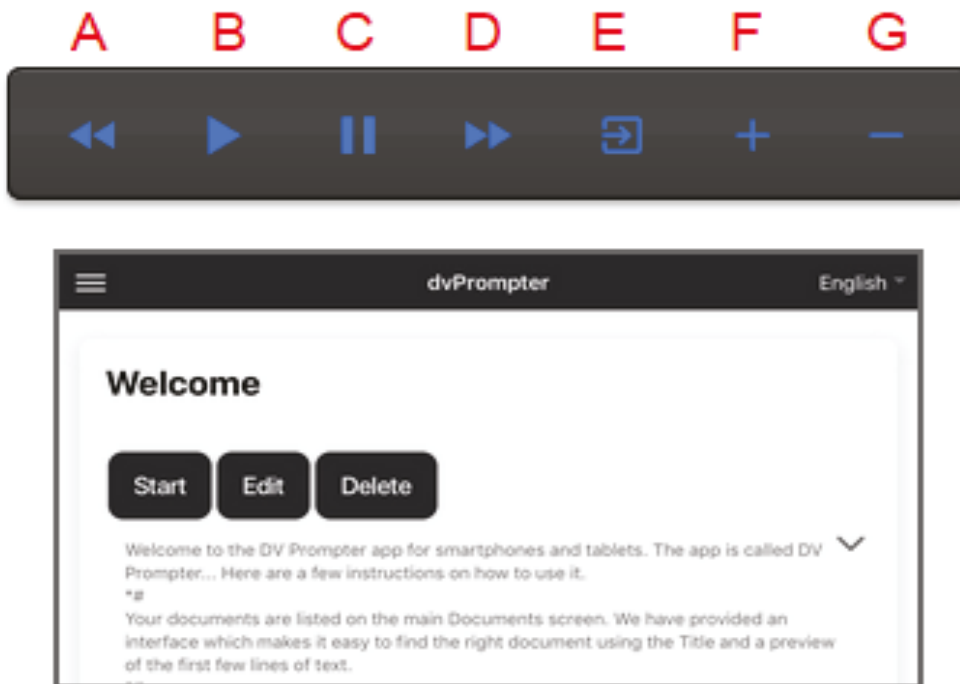 A B C D E F G
dvPrompter English
Welcome
Start Edit Delete
Welcome to the DV Prompter app for smartphones and tablets. The app is called DV
Prompter... Here are a few instructions on how to use it.
*#
Your documents are listed on the main Documents screen. We have provided an
interface which makes it easy to find the right document using the Title and a preview
of the first few lines of text.